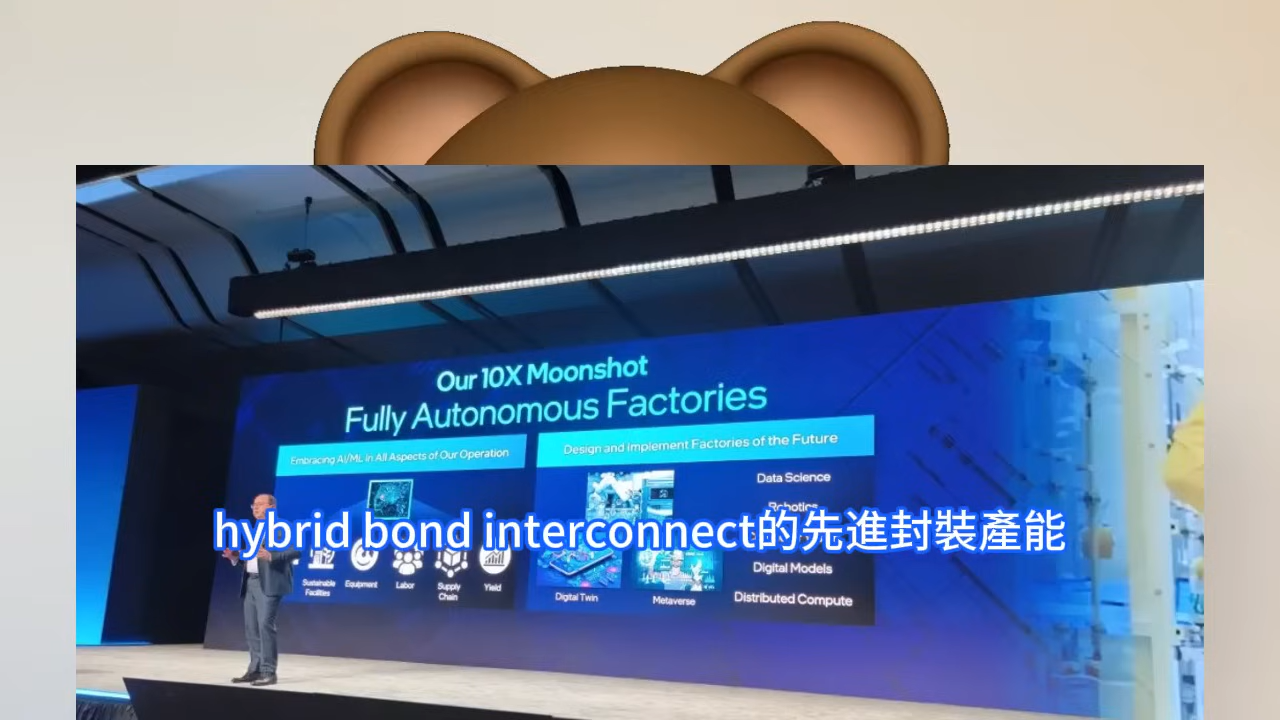 Our 10X Moonshot
Fully Autonomous Factories
Embracing AI/ML in All Aspects of Our Operation
Design and Implement Factories of the Future
Data Science
Robotics
hybrid bond interconnect的先進封裝產能
Digital Models
Distributed Compute
Sustainable
Facilities
Equipment
Labor
Supply
Chain
Yield
Digital Twin
Metaverse